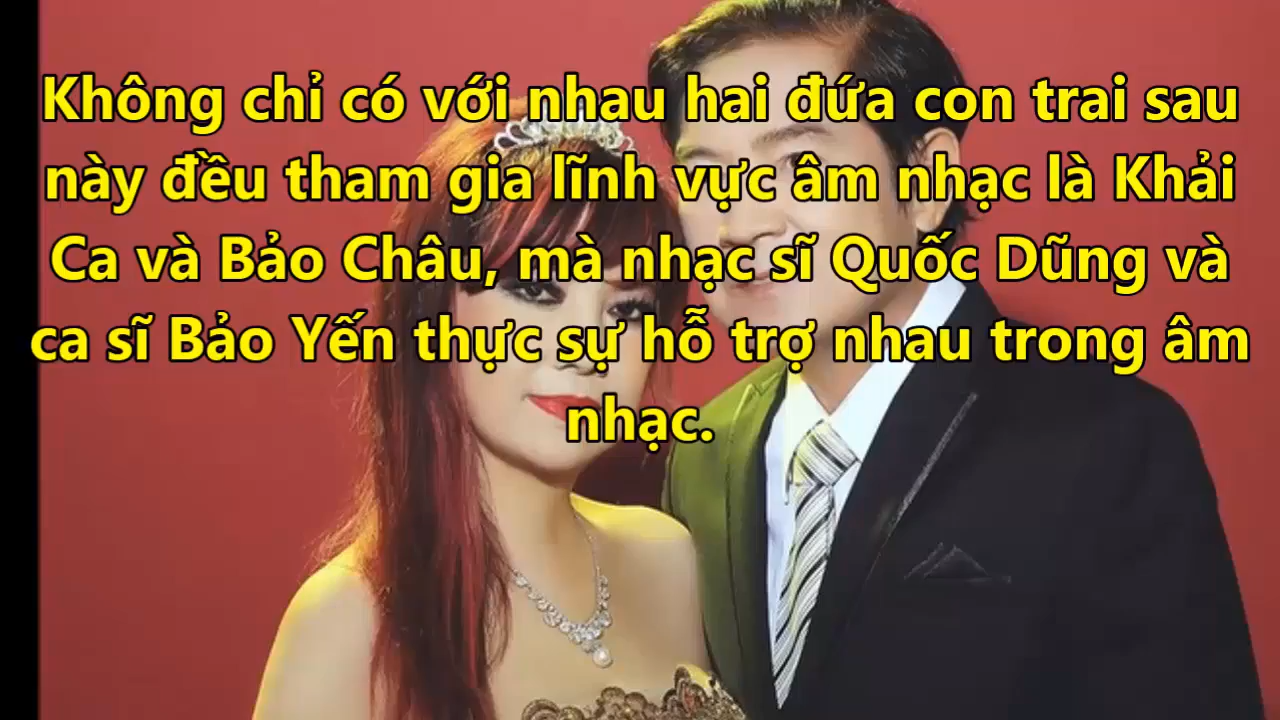 Không chỉ có với nhau hai đứa con trai sau
này đều tham gia lĩnh vực âm nhạc là Khải
Ca và Bảo Châu, mà nhạc sĩ Quốc Dũng và
ca sĩ Bảo Yến thực sự hỗ trợ nhau trong âm
nhạc.